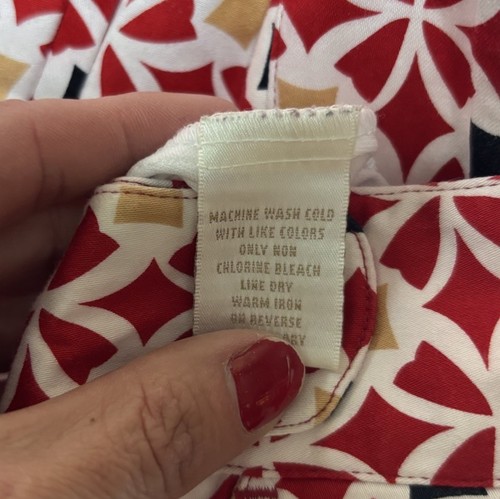 MACHINE WASH COLD
WITH LIKE COLORS
ONLY NON
CHLORINE BLEACH
LINE DRY
WARM IRON
ON REVERSE